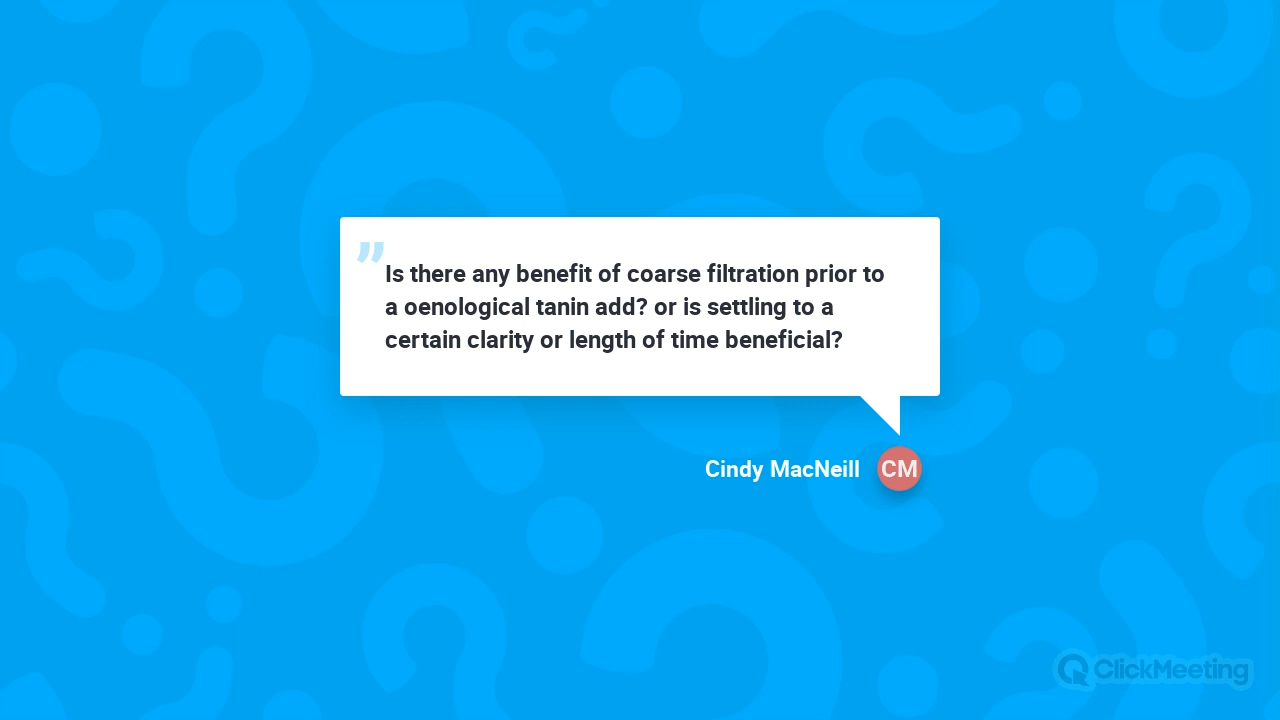 ”
Is there any benefit of coarse filtration prior to
a oenological tanin add? or is settling to a
certain clarity or length of time beneficial?
Cindy MacNeill CM
ClickMeeting